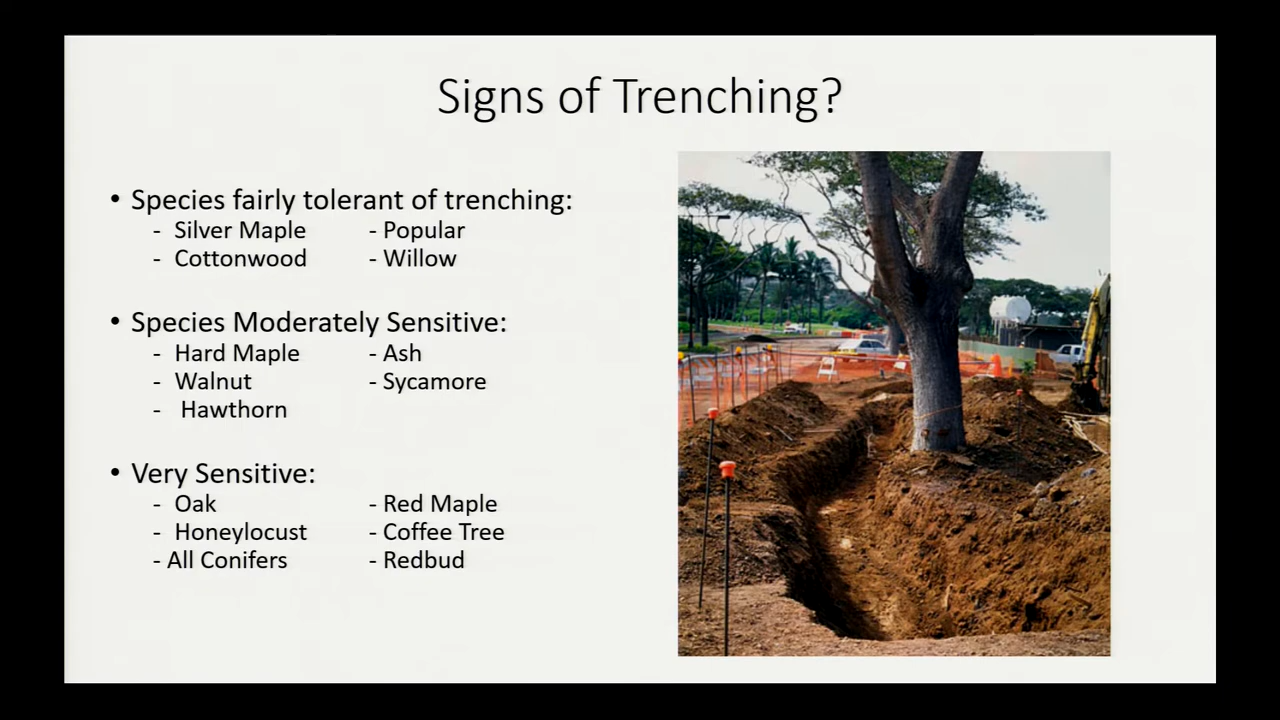 Signs of Trenching?
• Species fairly tolerant of trenching:
- Silver Maple - Popular
- Cottonwood - Willow
• Species Moderately Sensitive:
- Hard Maple - Ash
- Walnut - Sycamore
- Hawthorn
• Very Sensitive:
- Oak - Red Maple
- Honeylocust - Coffee Tree
- All Conifers - Redbud